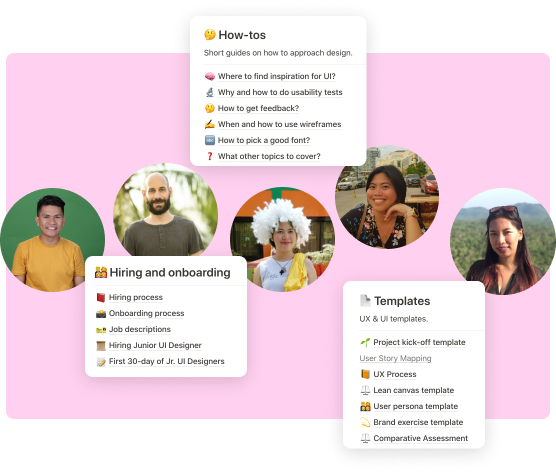 How-tos
Short guides on how to approach design.
Where to find inspiration for UI?
Why and how to do usability tests
How to get feedback?
When and how to use wireframes
How to pick a good font?
What other topics to cover?
Hiring and onboarding
Hiring process
Onboarding process
Job descriptions
Hiring Junior UI Designer
First 30-day of Jr. UI Designers
Templates
UX & UI templates.
Project kick-off template
User Story Mapping
UX Process
Lean canvas template
User persona template
Brand exercise template
Comparative Assessment